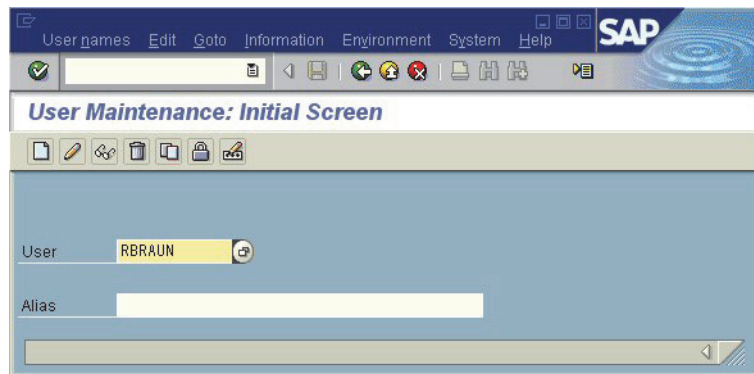 User names Edit Goto Information Environment System Help
SAP
User Maintenance: Initial Screen
User RBRAUN
Alias